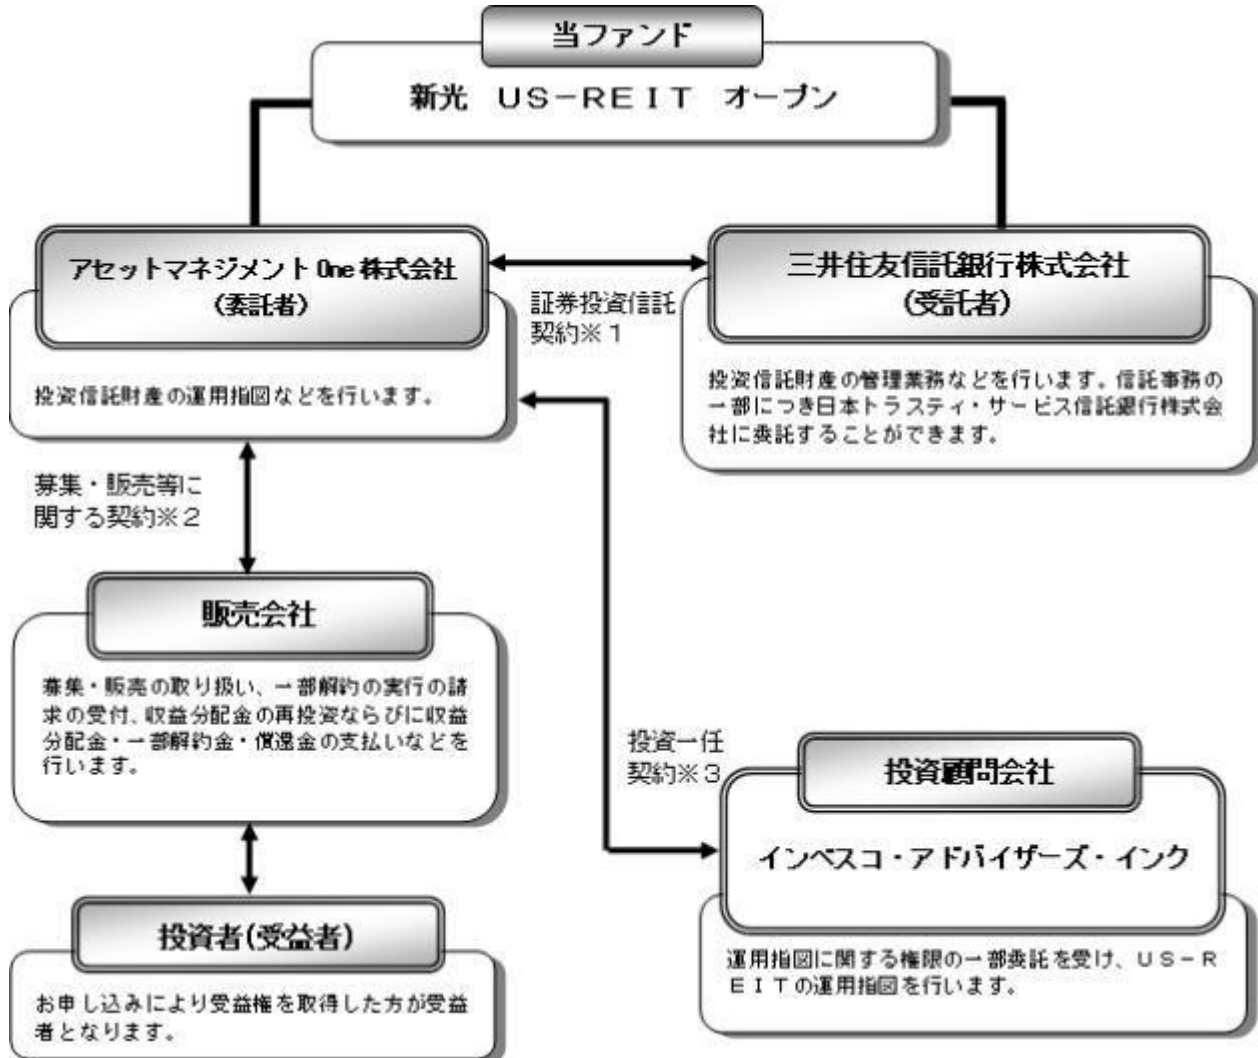 当ファンド
新光 US-REIT オープン
アセットマネジメント One 株式会社
(委託者)
投資信託財産の運用指図などを行います。
証券投資信託
契約※1
三井住友信託銀行株式会社
(受託者)
投資信託財産の管理業務などを行います。信託事務の
一部につき日本トラスティ・サービス信託銀行株式会
社に委託することができます。
募集・販売等に
関する契約※2
販売会社
募集・販売の取り扱い、一部解約の実行の請
求の受付、収益分配金の再投資ならびに収益
分配金・一部解約金・償還金の支払いなどを
行います。
投資一任
契約※3
投資顧問会社
インベスコ・アドバイザーズ・インク
運用指図に関する権限の一部委託を受け、US-R
EITの運用指図を行います。
投資者(受益者)
お申し込みにより受益権を取得した方が受益
者となります。